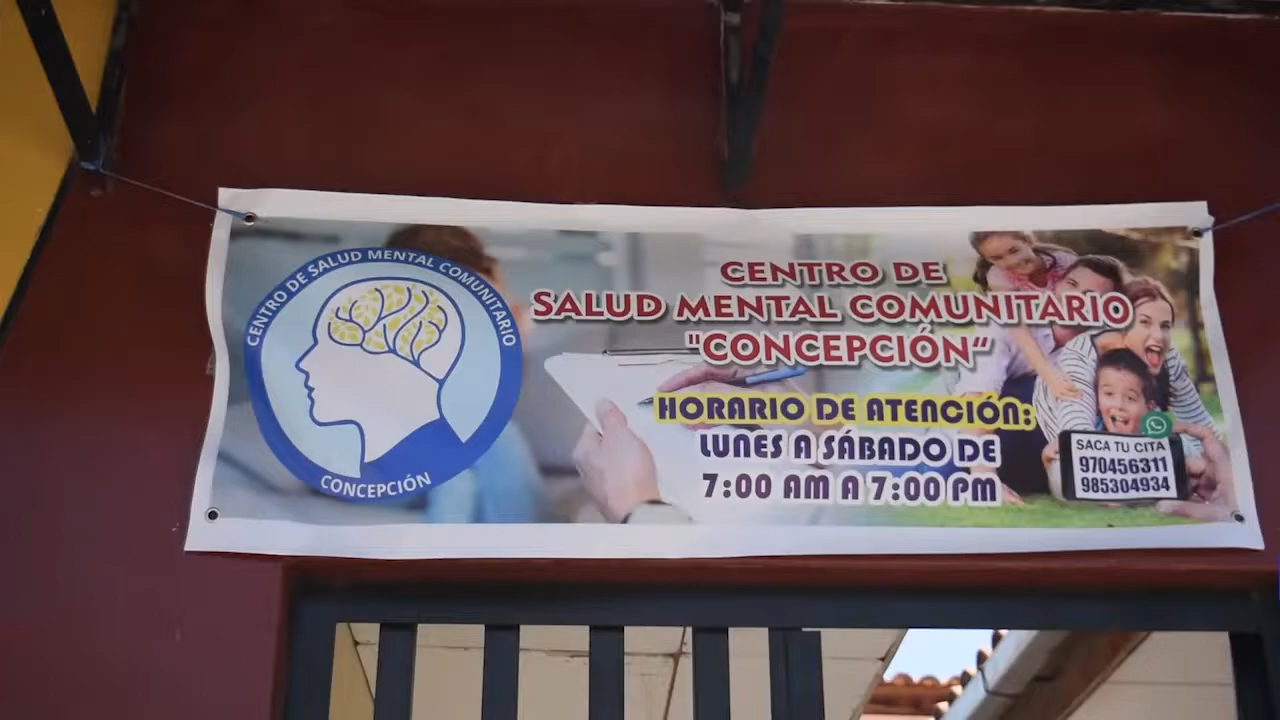 CENTRO DE SALUD MENTAL COMUNITARIO
CONCEPCIÓN
CENTRO DE
SALUD MENTAL COMUNITARIO
"CONCEPCIÓN“
HORARIO DE ATENCIÓN:
LUNES A SÁBADO DE
7:00 AM A 7:00 PM
SACA TU CITA
970456311
985304934